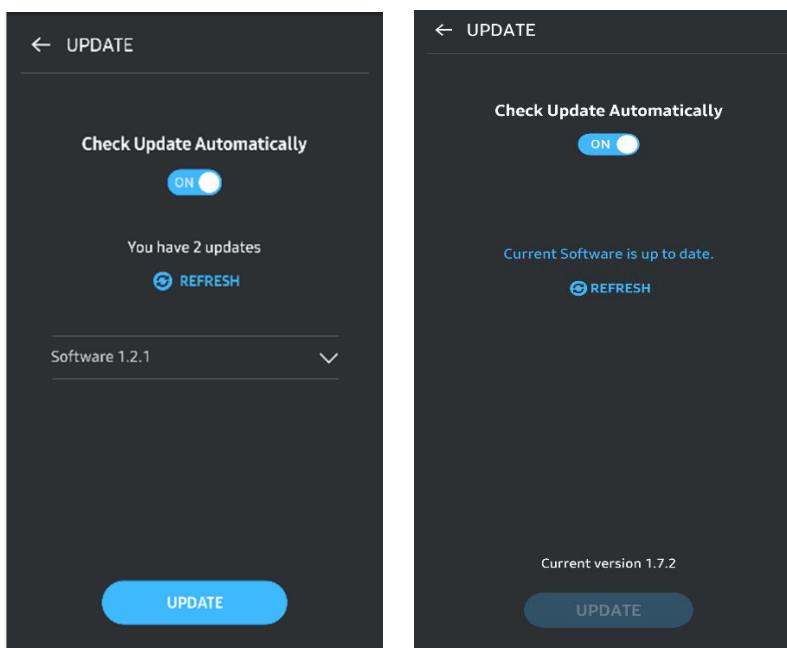 UPDATE
Check Update Automatically
ON
You have 2 updates
REFRESH
Software 1.2.1
UPDATE
UPDATE
Check Update Automatically
ON
Current Software is up to date.
REFRESH
Current version 1.7.2
UPDATE